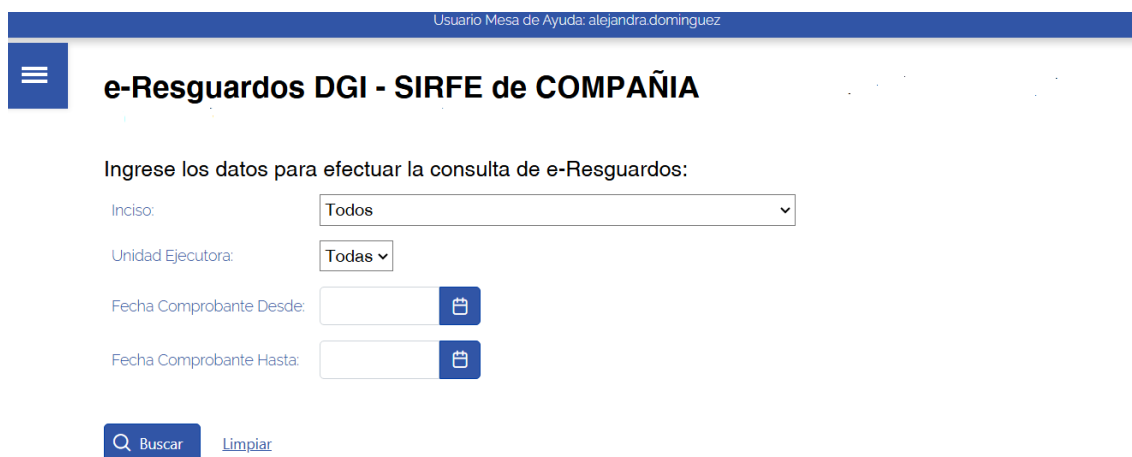 Usuario Mesa de Ayuda: alejandra.dominguez
e-Resguardos DGI - SIRFE de COMPAÑIA
Ingrese los datos para efectuar la consulta de e-Resguardos:
Inciso: Todos
Unidad Ejecutora: Todas
Fecha Comprobante Desde:
Fecha Comprobante Hasta:
Buscar Limpiar